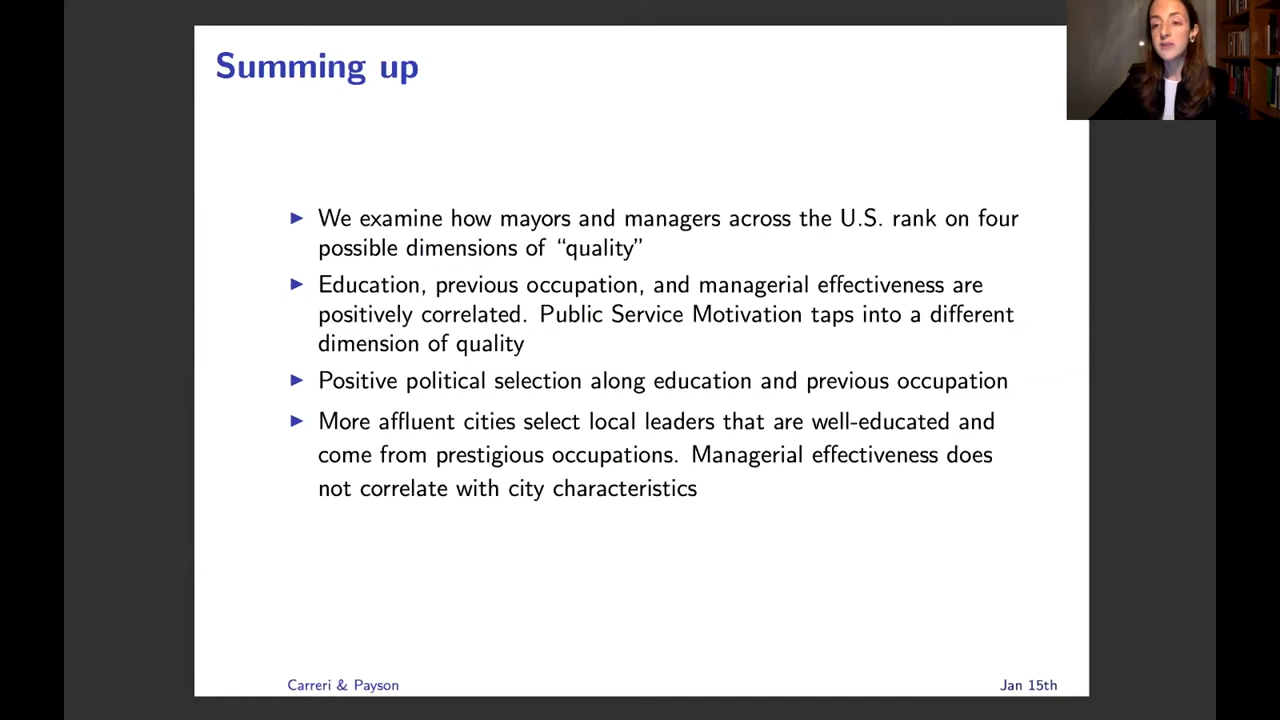 Summing up
▶ We examine how mayors and managers across the U.S. rank on four
possible dimensions of “quality”
▶ Education, previous occupation, and managerial effectiveness are
positively correlated. Public Service Motivation taps into a different
dimension of quality
▶ Positive political selection along education and previous occupation
▶ More affluent cities select local leaders that are well-educated and
come from prestigious occupations. Managerial effectiveness does
not correlate with city characteristics
Carreri & Payson
Jan 15th